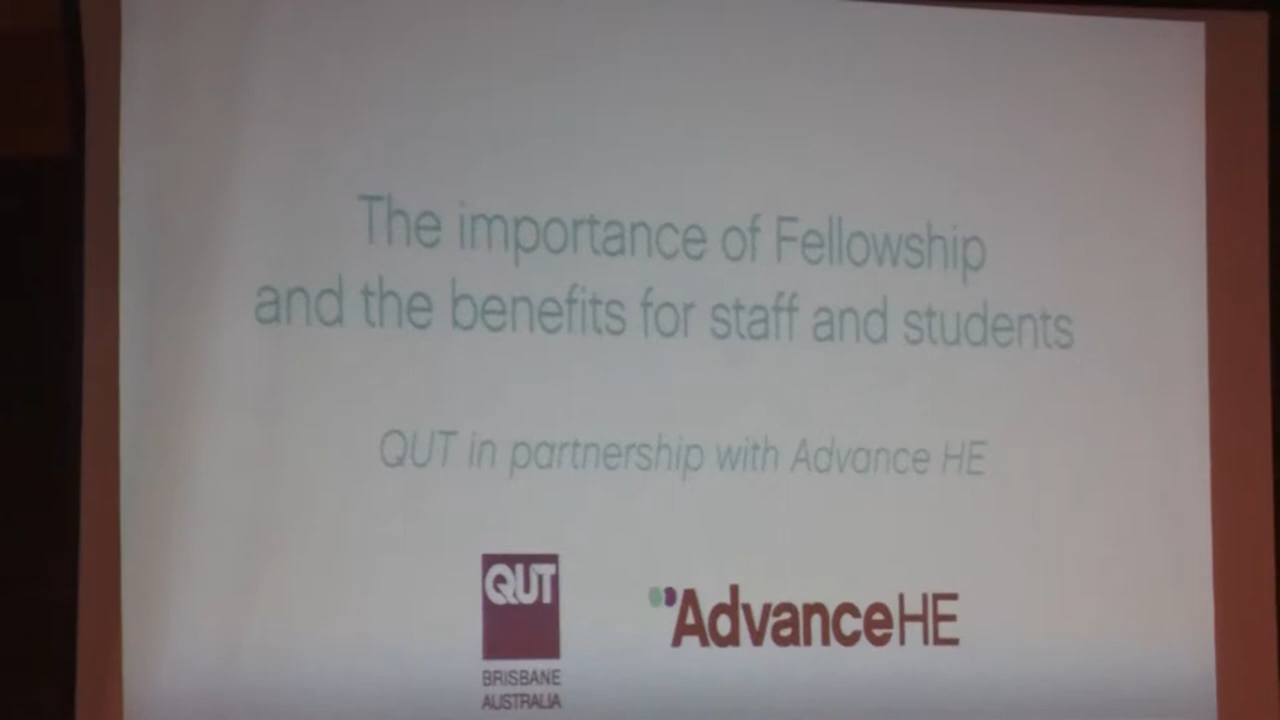 The importance of Fellowship
and the benefits for staff and students
QUT in partnership with Advance HE
QUT
BRISBANE
AUSTRALIA
AdvanceHE